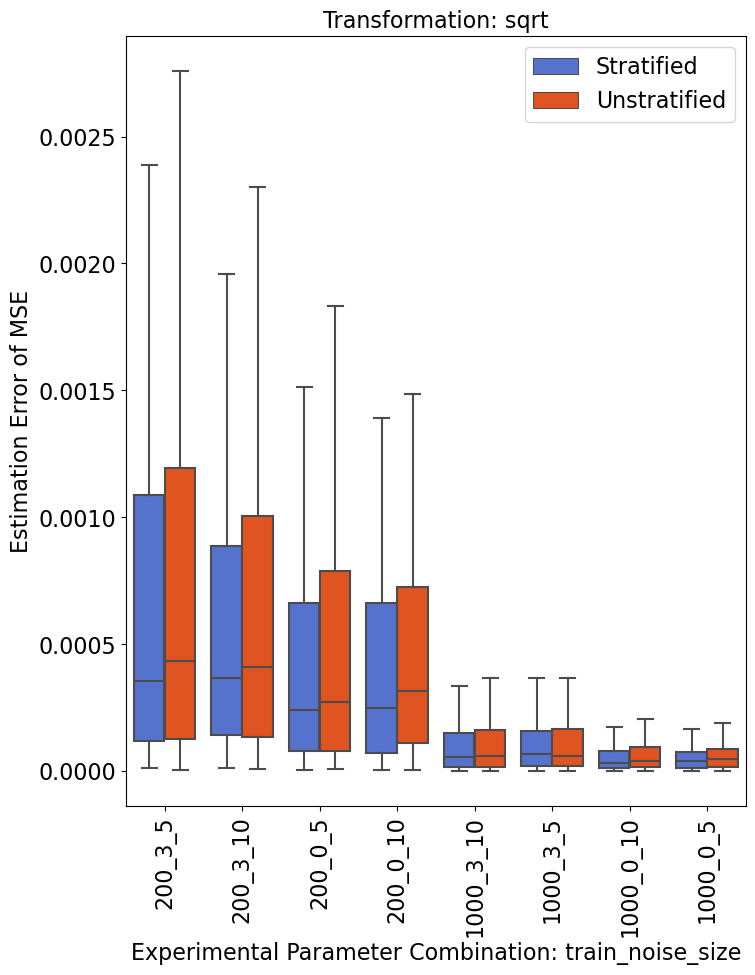 Transformation: sqrt
Stratified
Unstratified
Estimation Error of MSE
0.0025
0.0020
0.0015
0.0010
0.0005
0.0000
200_3_5
200_3_10
200_0_5
200_0_10
1000_3_10
1000_3_5
1000_0_10
1000_0_5
Experimental Parameter Combination: train_noise_size